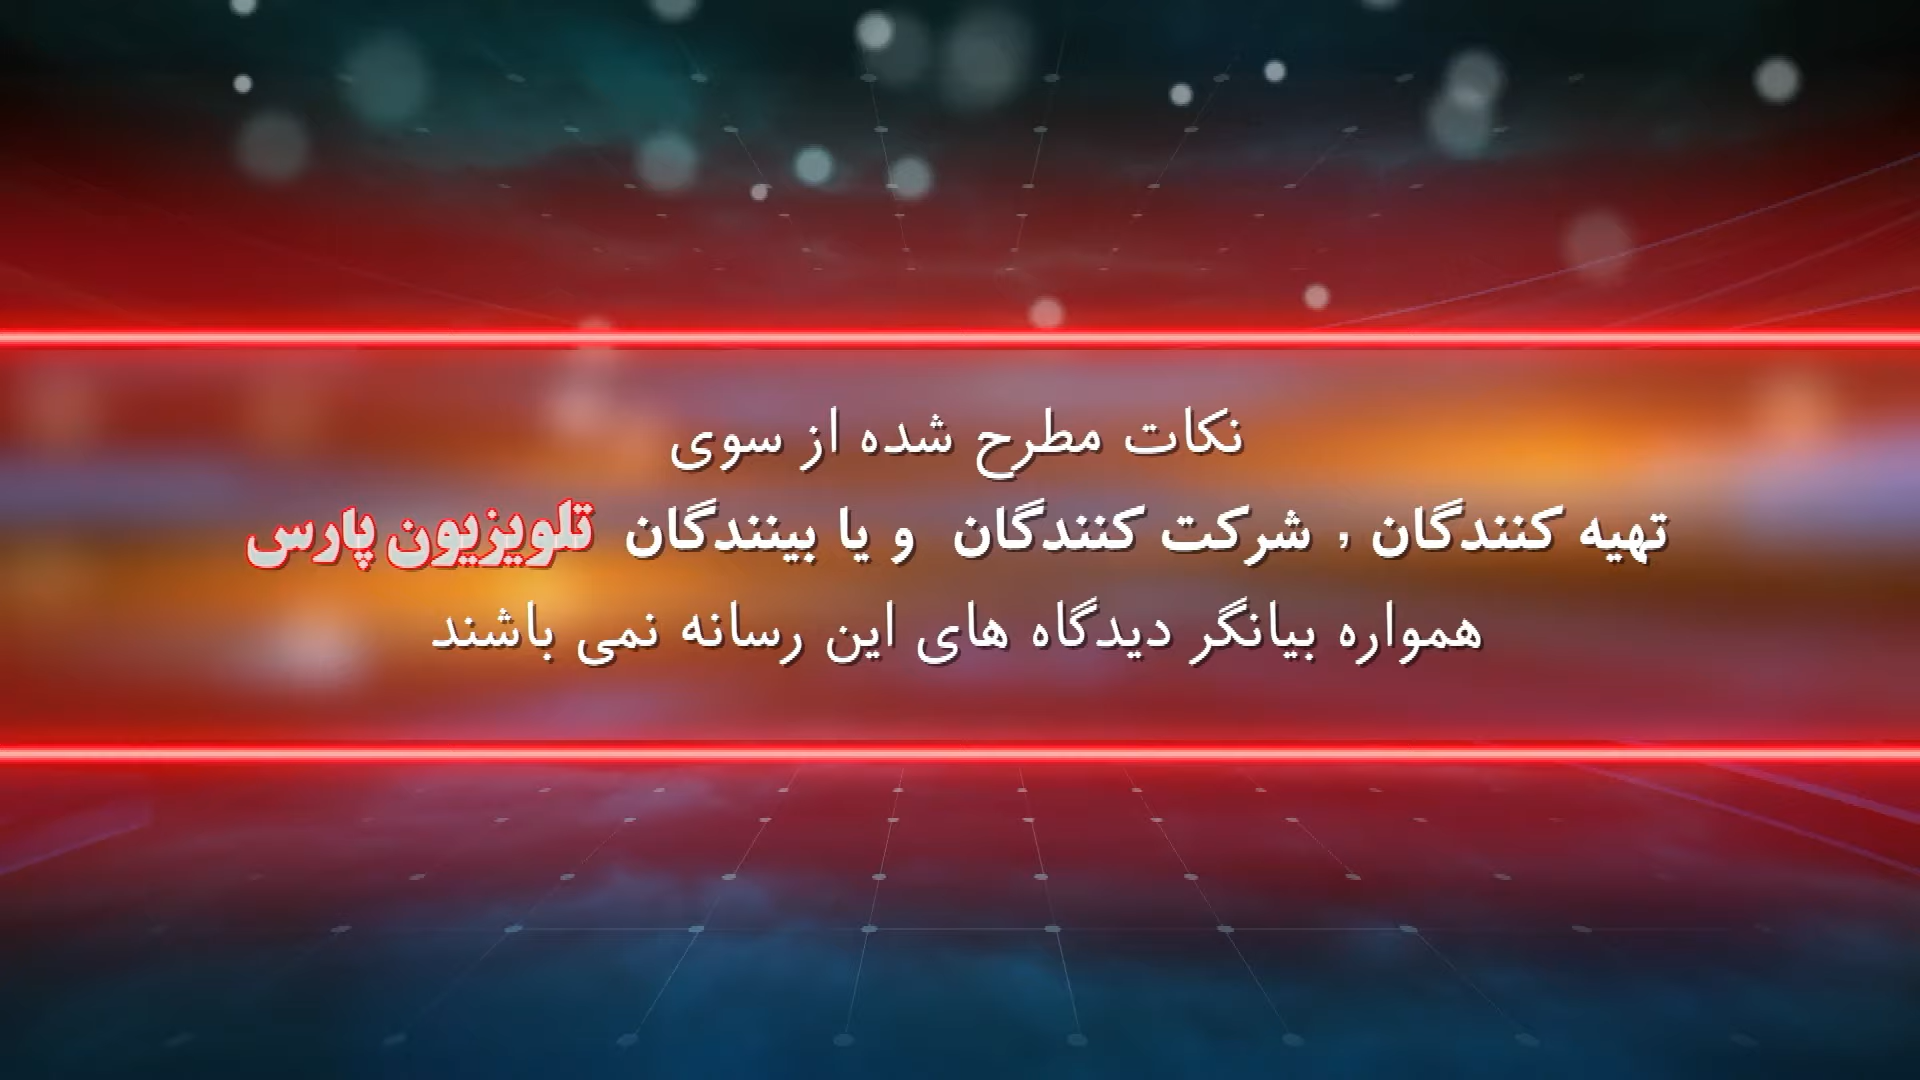 نکات مطرح شده از سوی
تهیه کنندگان , شرکت کنندگان و یا بینندگان تلویزیون پارس
همواره بیانگر دیدگاه های این رسانه نمی باشند